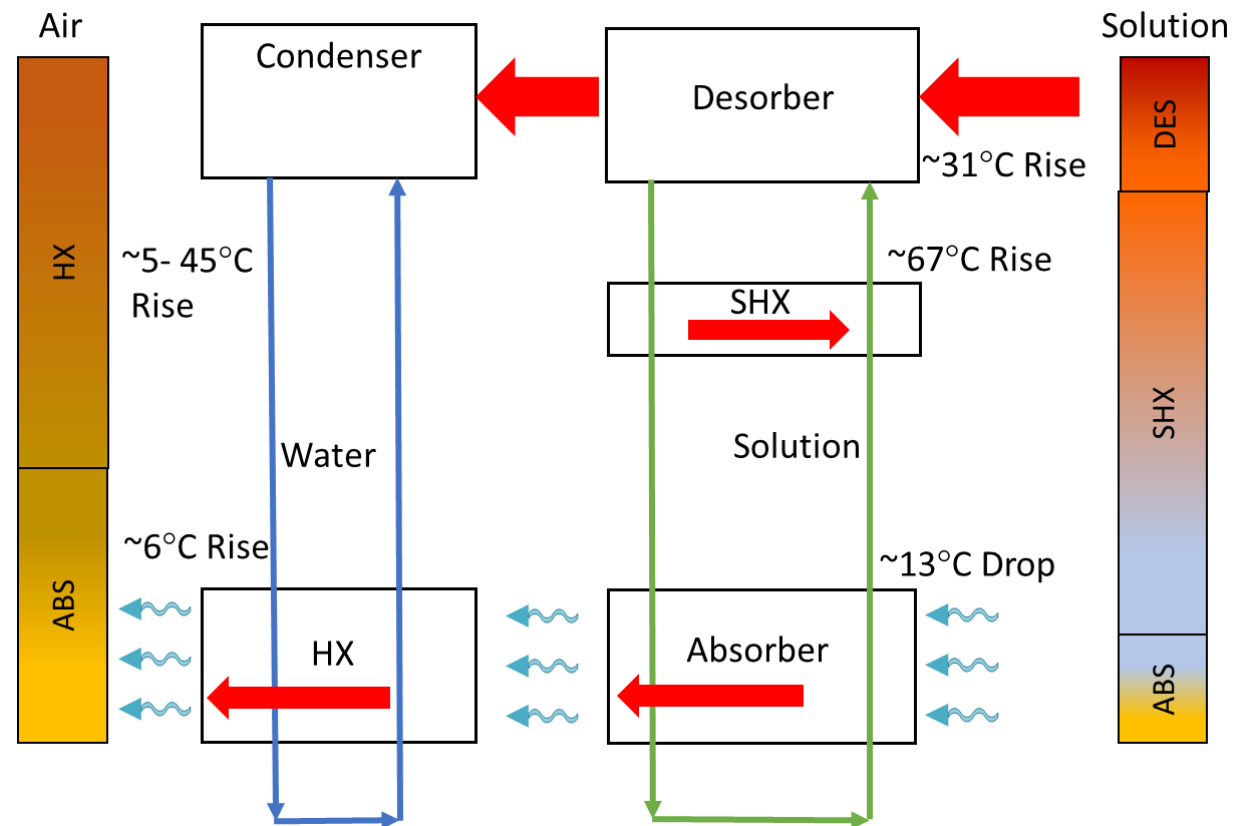 Air
Solution
Condenser
Desorber
DES
~31°C Rise
HX
~5- 45°C
Rise
~67°C Rise
SHX
SHX
Water
Solution
~6°C Rise
~13°C Drop
ABS
HX
Absorber
ABS